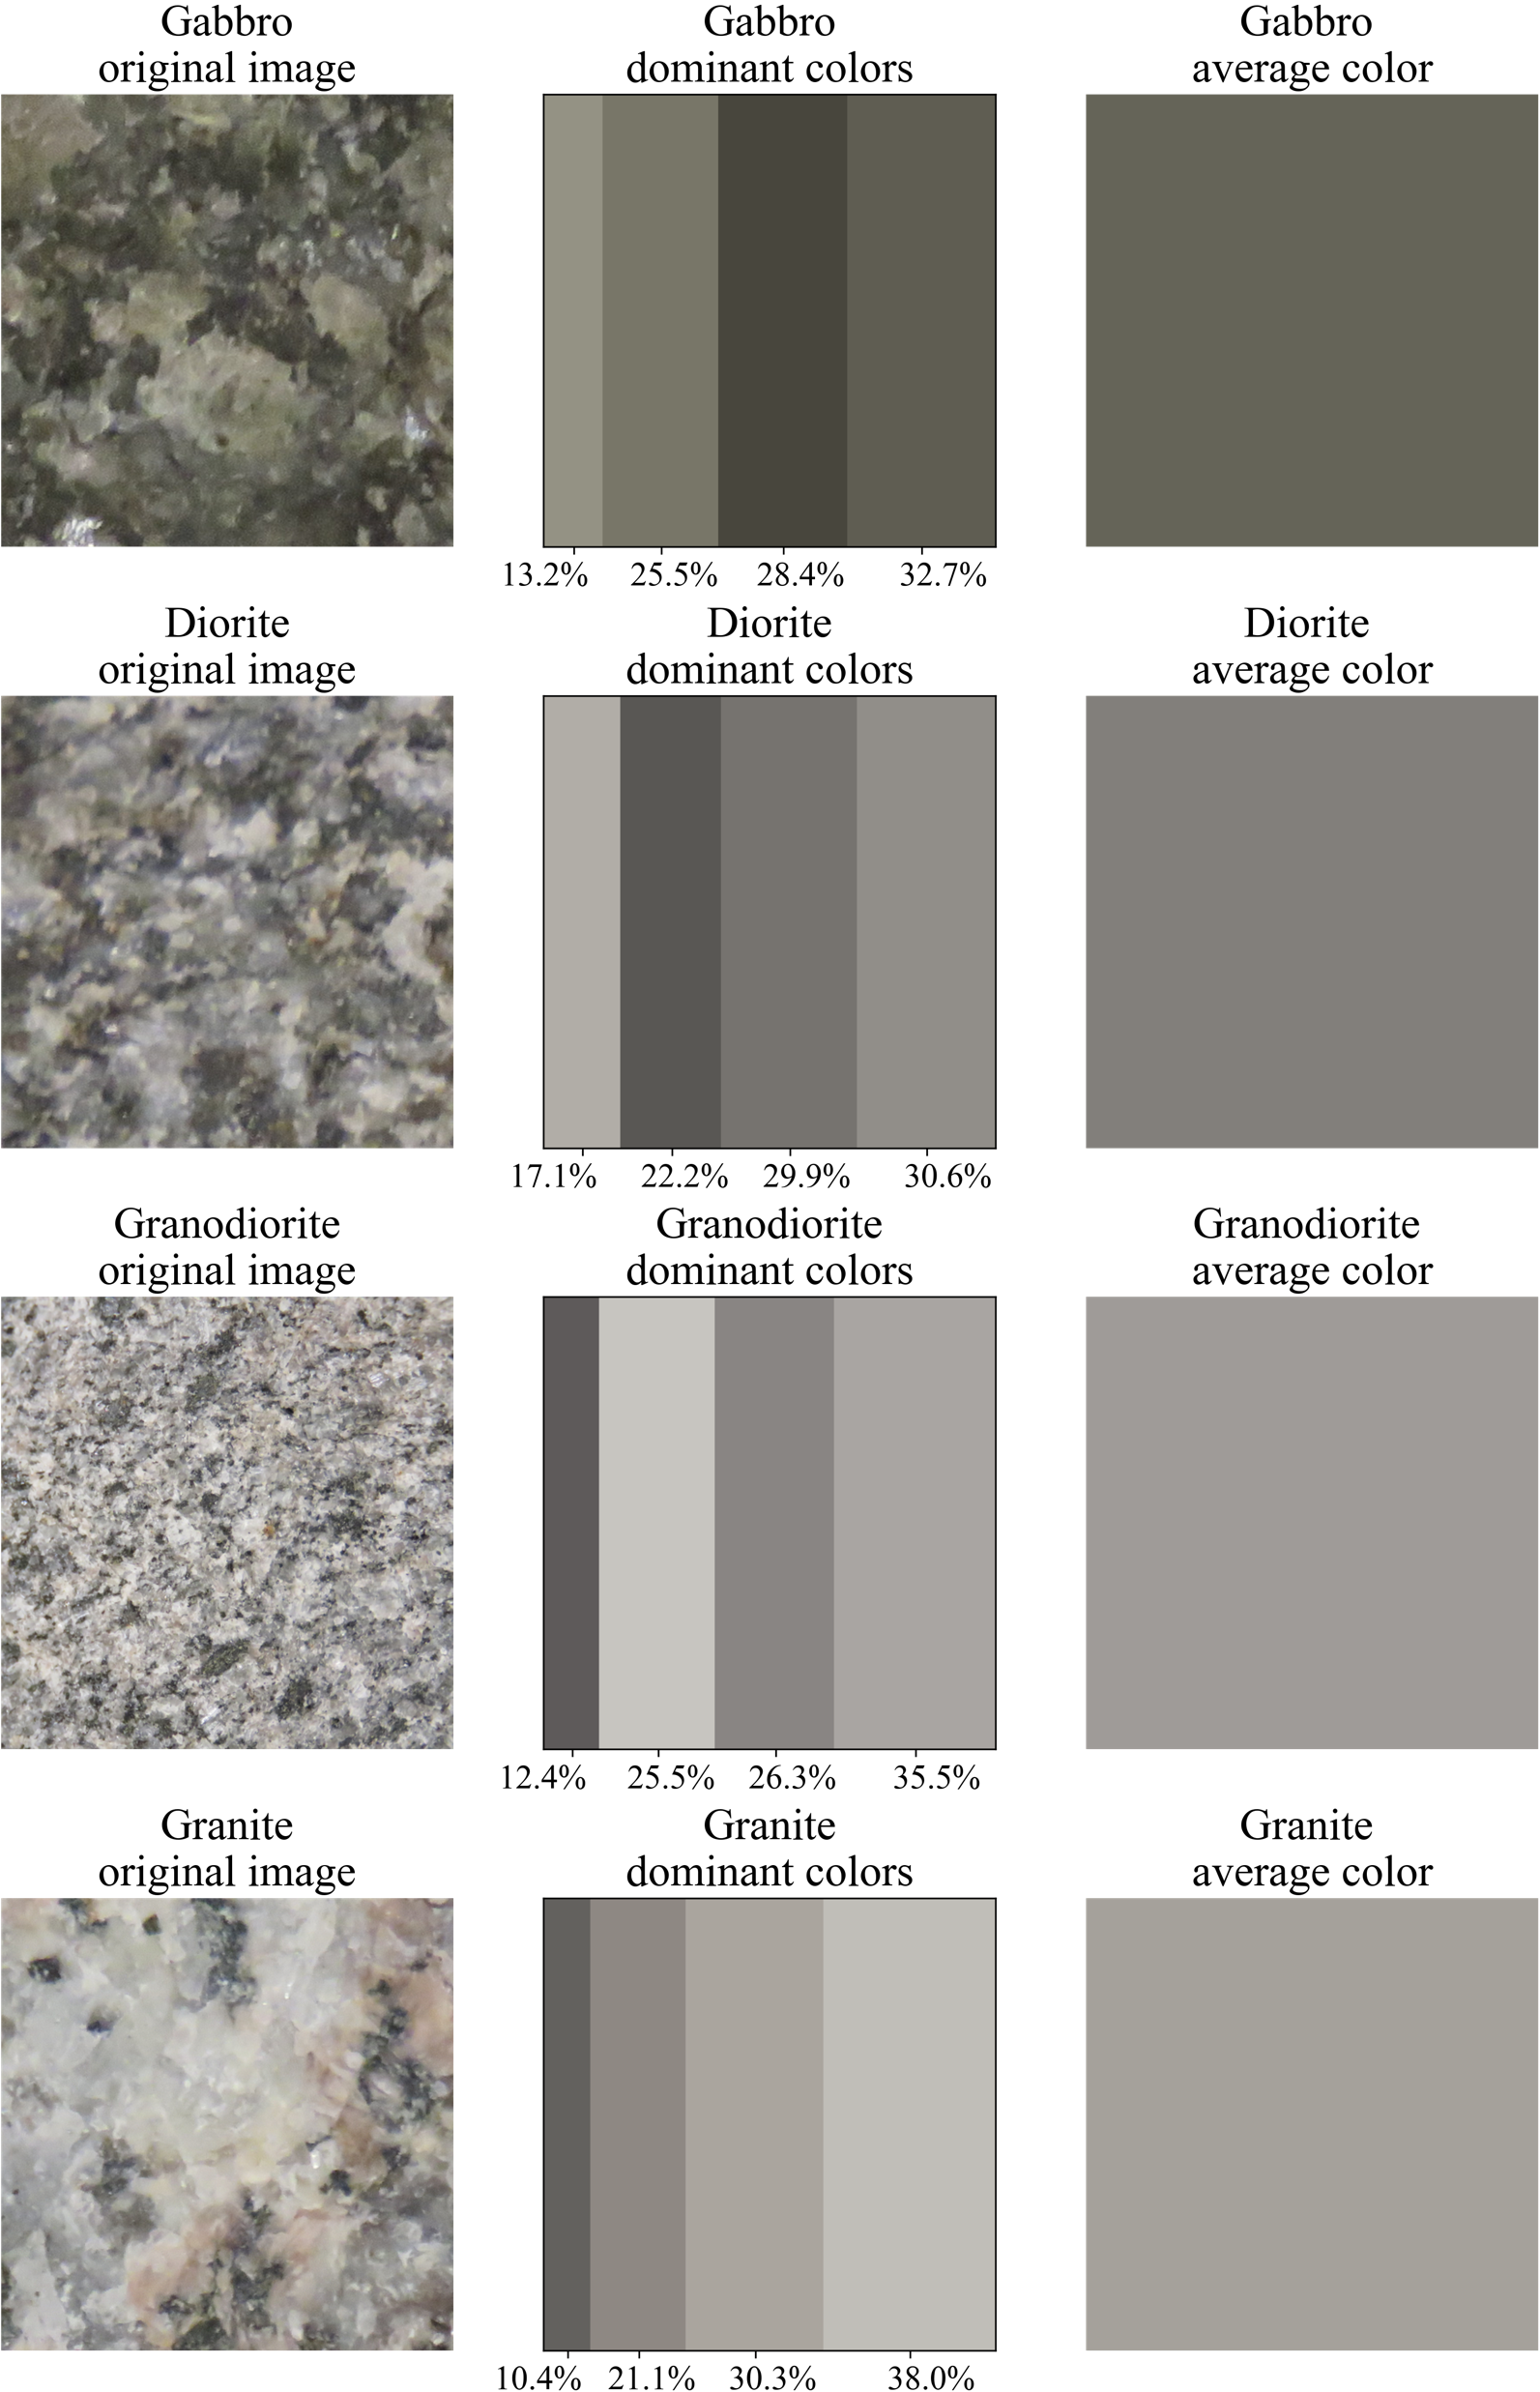 Gabbro
original image
Gabbro
dominant colors
Gabbro
average color
13.2% 25.5% 28.4% 32.7%
Diorite
original image
Diorite
dominant colors
Diorite
average color
17.1% 22.2% 29.9% 30.6%
Granodiorite
original image
Granodiorite
dominant colors
Granodiorite
average color
12.4% 25.5% 26.3% 35.5%
Granite
original image
Granite
dominant colors
Granite
average color
10.4% 21.1% 30.3% 38.0%